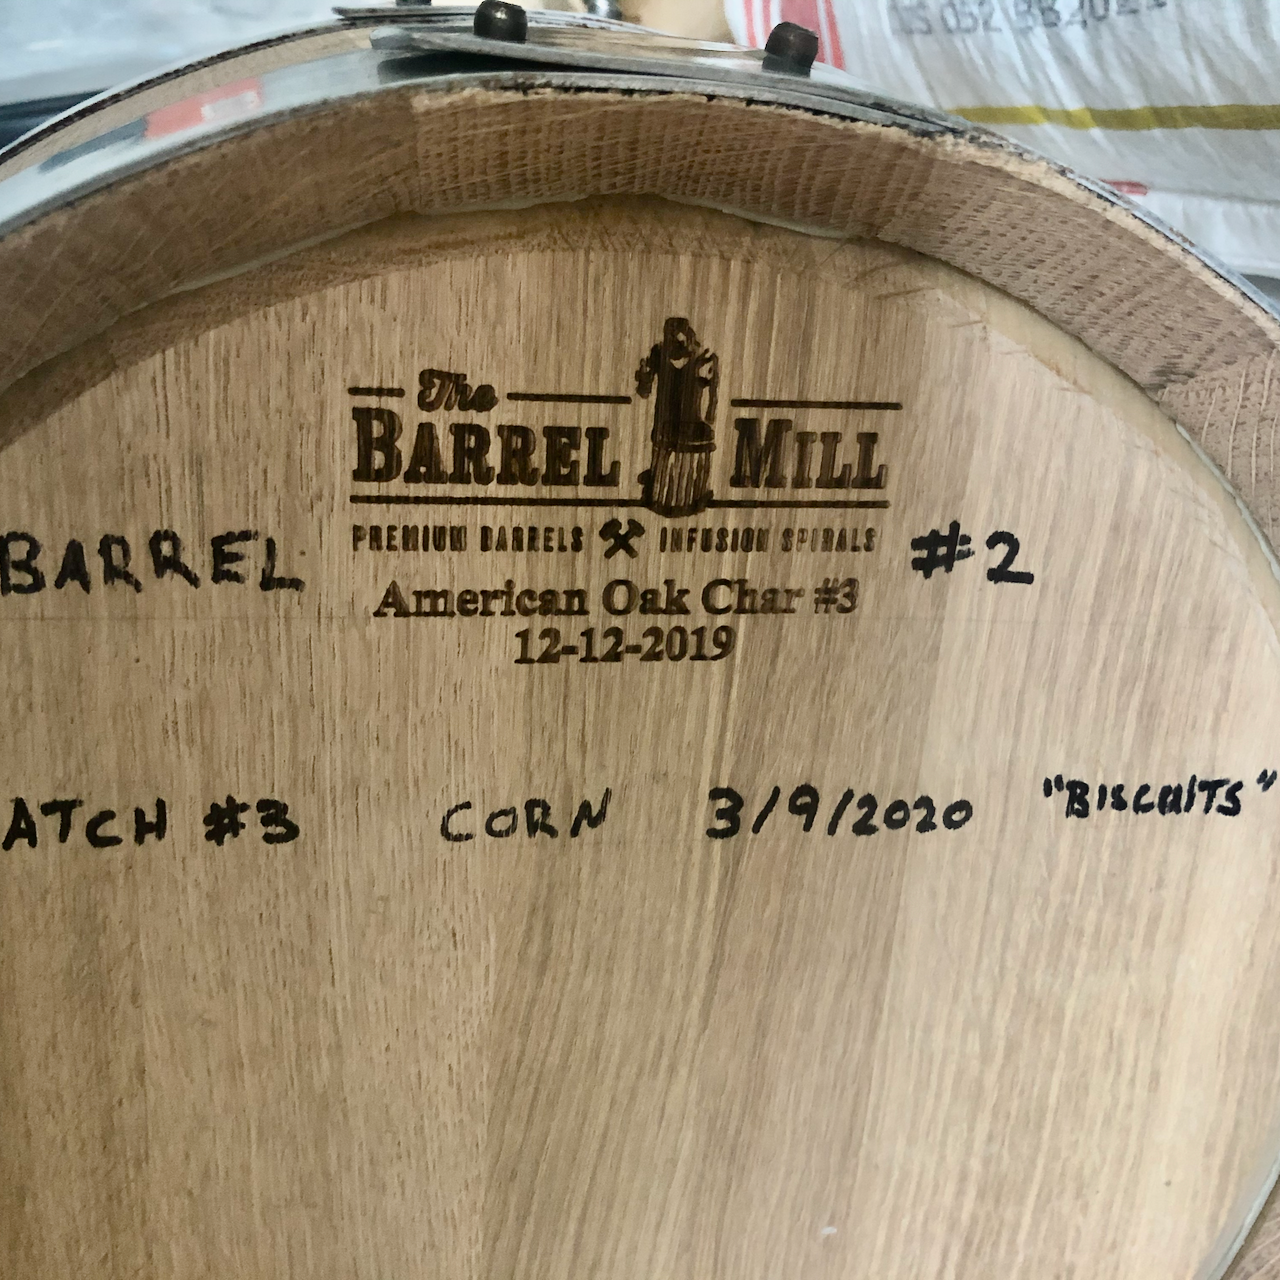 The
BARREL MILL
PREMIUM BARRELS INFUSION SPIRALS
BARREL #2
American Oak Char #3
12-12-2019
ATCH #3 CORN 3/9/2020 "BISCUITS"